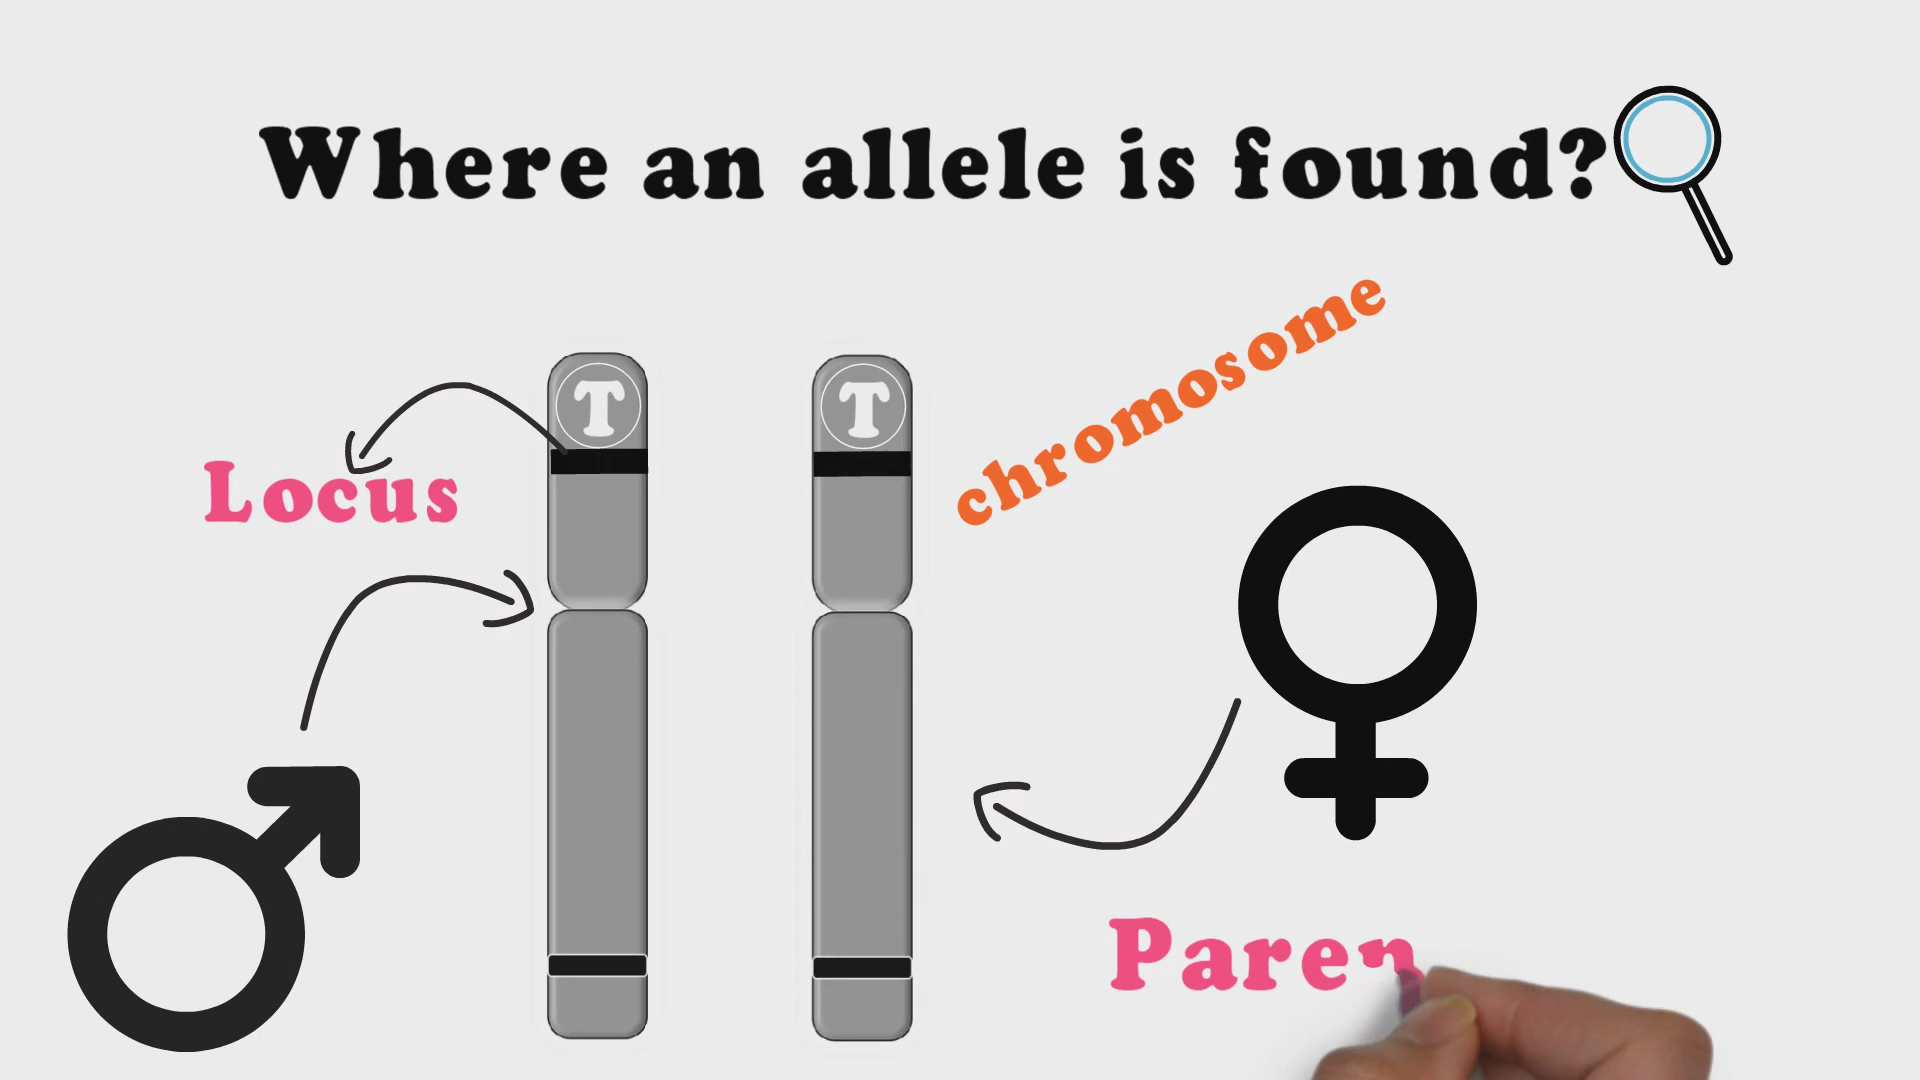 Where an allele is found?
T
T
chromosome
Locus
Paren